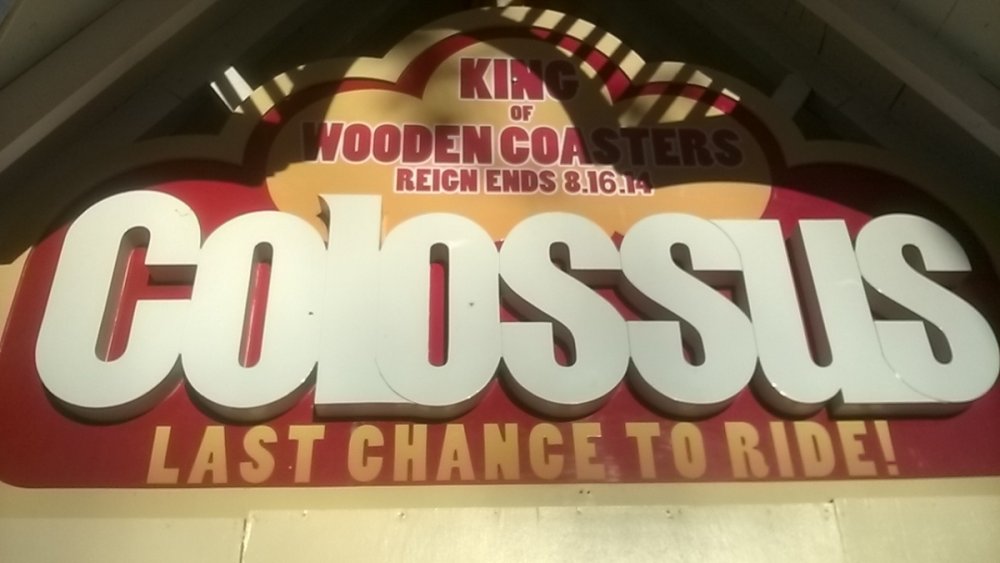 KING
OF
WOODEN COASTERS
REIGN ENDS 8.16.14
Colossus
LAST CHANCE TO RIDE!